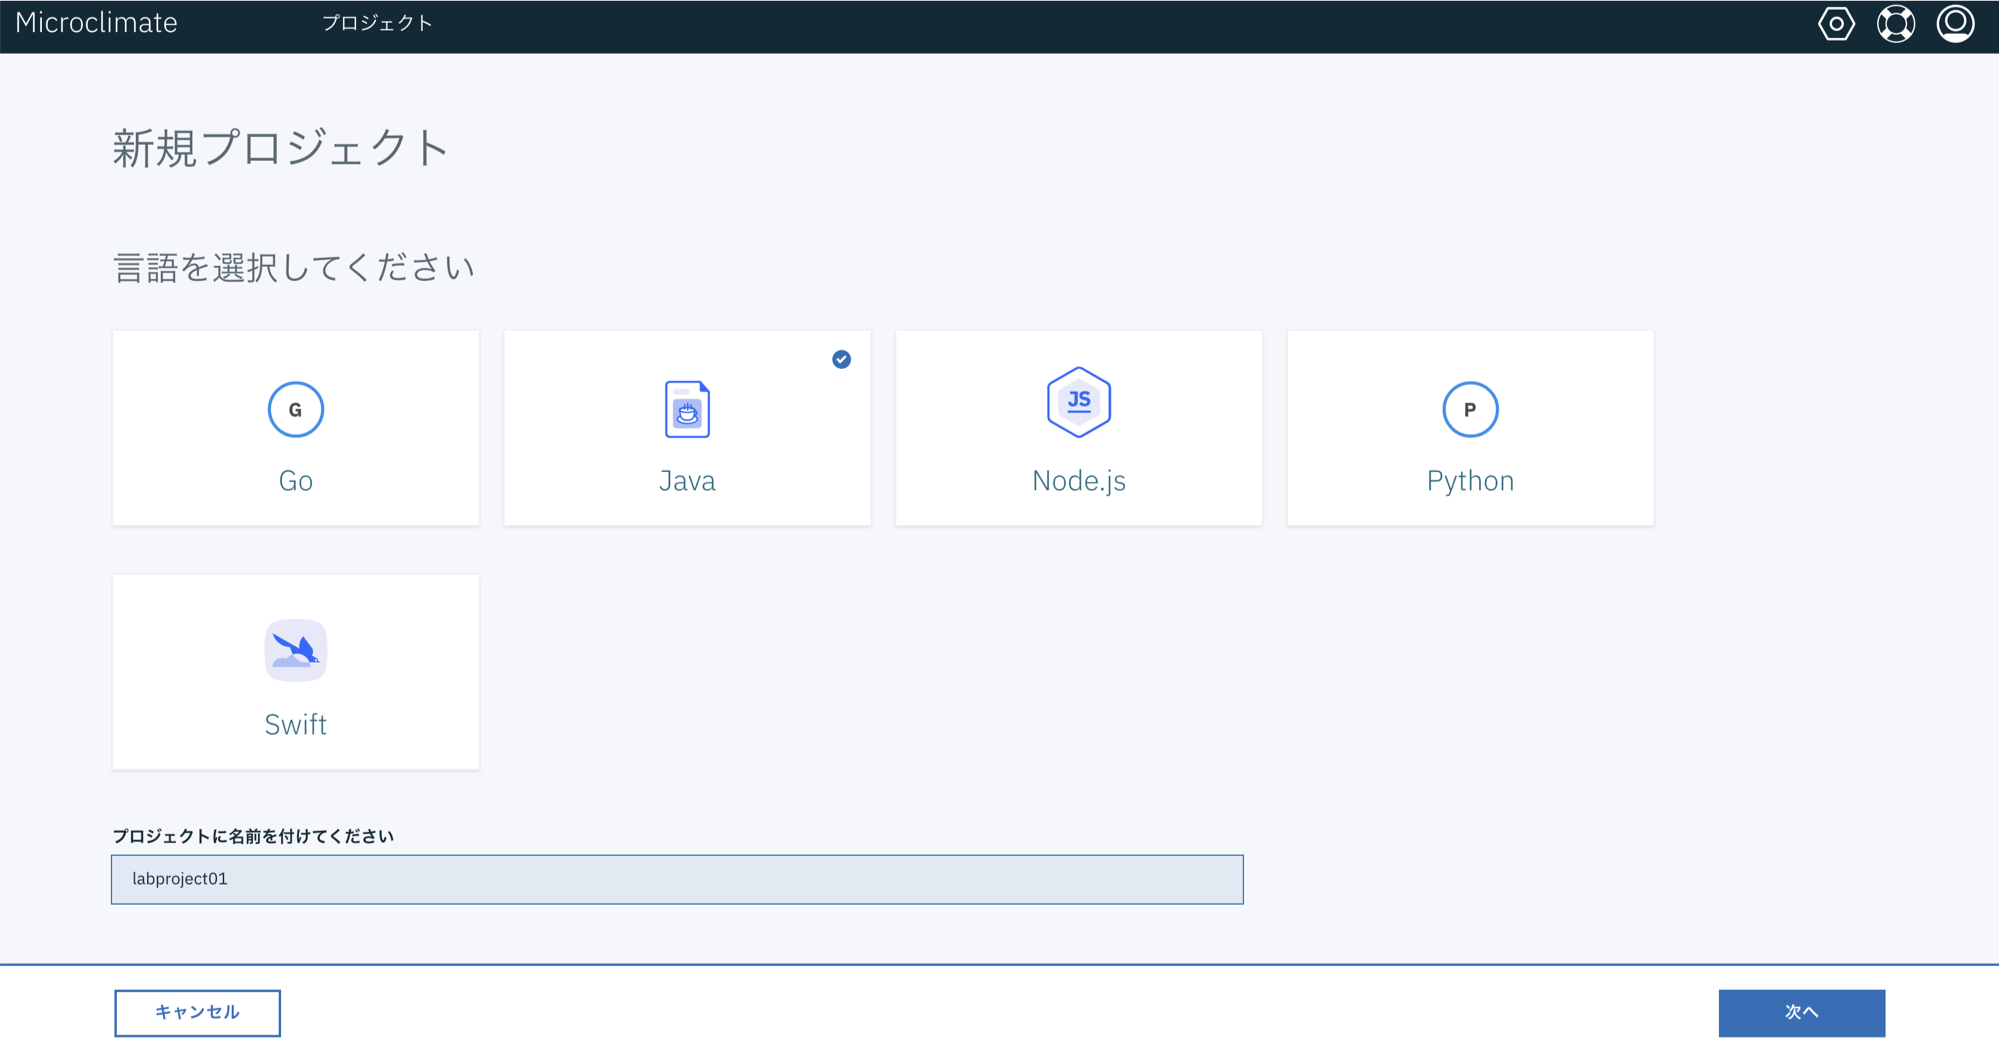 Microclimate
プロジェクト
新規プロジェクト
言語を選択してください
G
Go
Java
JS
Node.js
P
Python
Swift
プロジェクトに名前を付けてください
labproject01
キャンセル
次へ